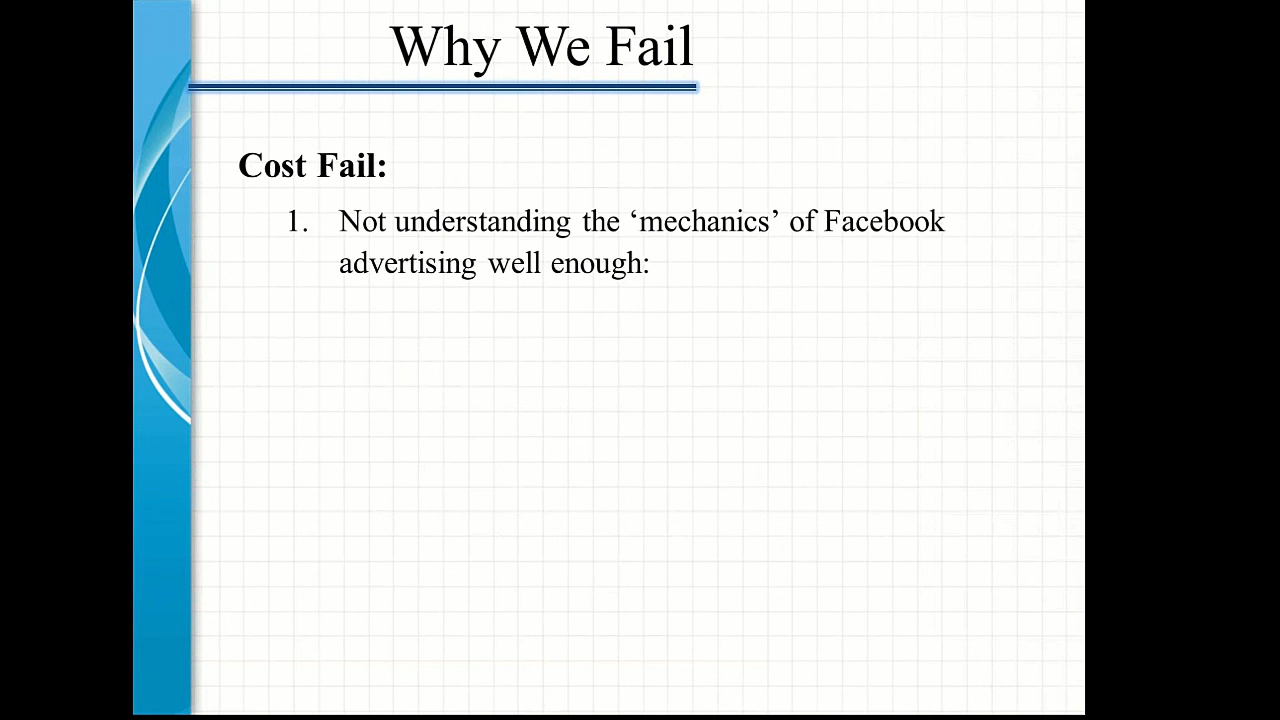 Why We Fail
Cost Fail:
1. Not understanding the ‘mechanics’ of Facebook
advertising well enough: